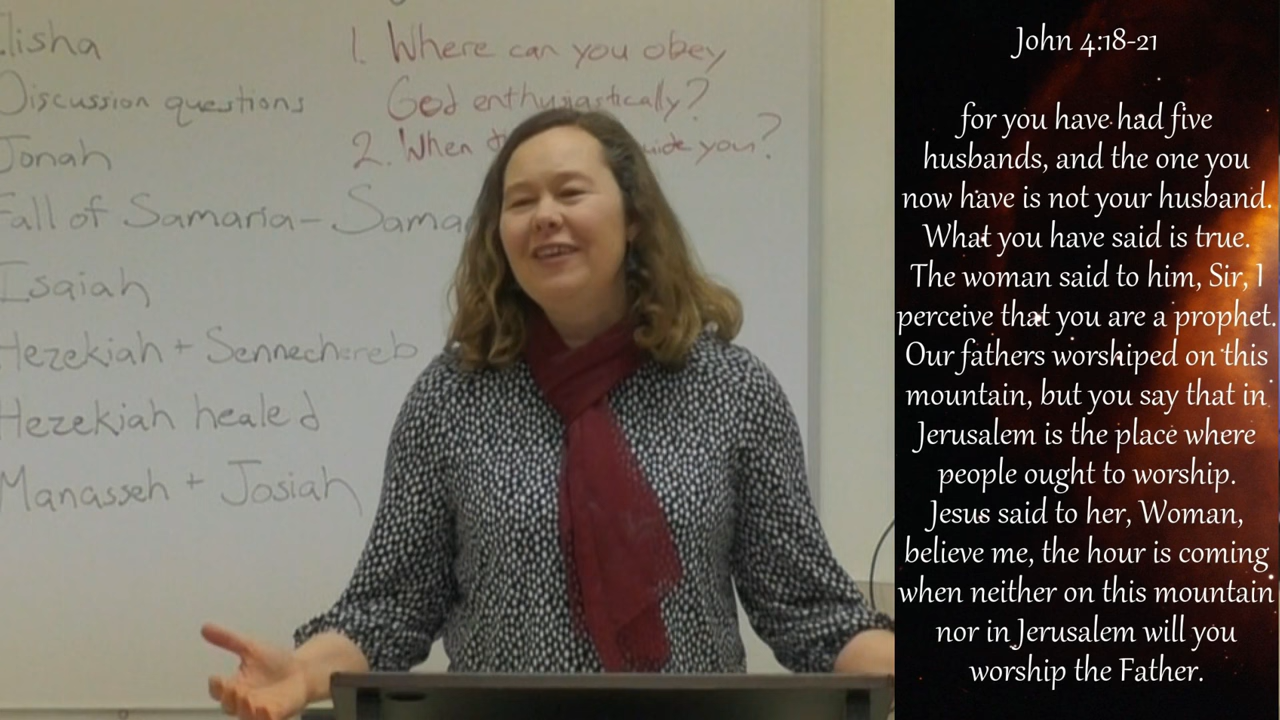 Elisha
Discussion questions
Jonah
Fall of Samaria - Sama
Isaiah
Hezekiah + Sennechereb
Hezekiah healed
Manasseh + Josiah
1. Where can you obey
God enthusiastically?
2. When you?
John 4:18-21
for you have had five
husbands, and the one you
now have is not your husband.
What you have said is true.
The woman said to him, Sir, I
perceive that you are a prophet.
Our fathers worshiped on this
mountain, but you say that in
Jerusalem is the place where
people ought to worship.
Jesus said to her, Woman,
believe me, the hour is coming
when neither on this mountain
nor in Jerusalem will you
worship the Father.